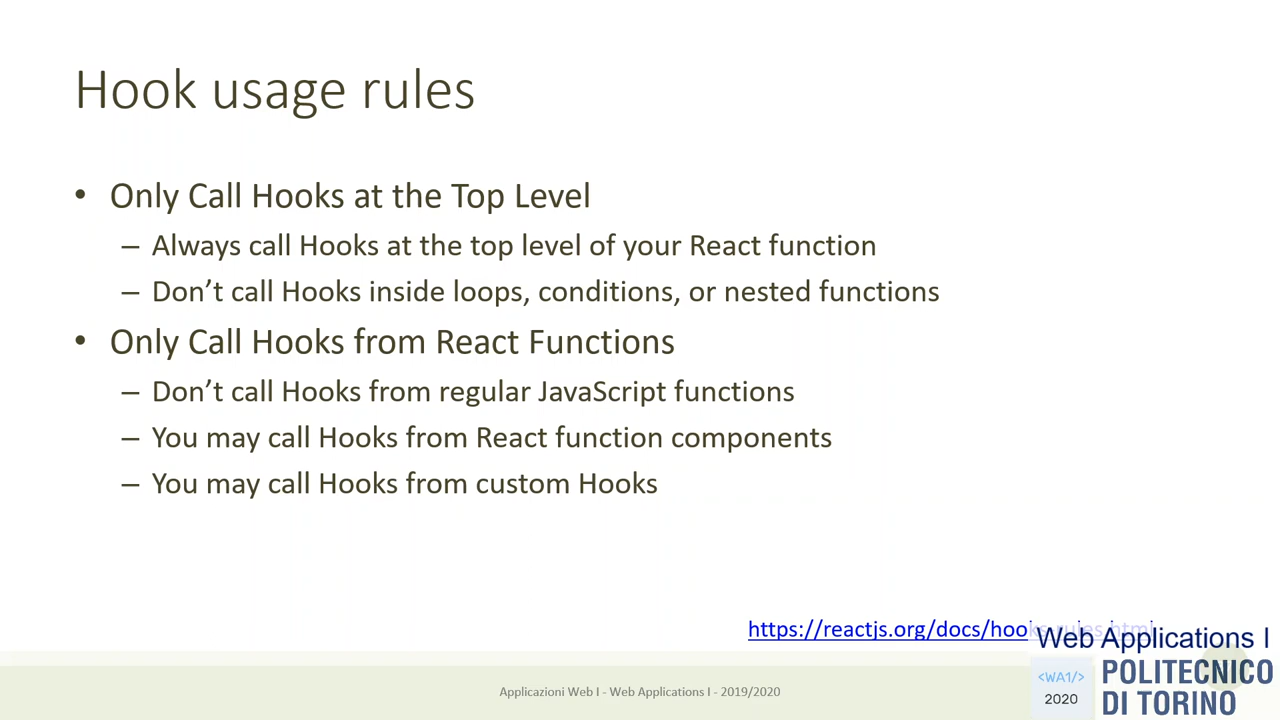 Hook usage rules
• Only Call Hooks at the Top Level
– Always call Hooks at the top level of your React function
– Don’t call Hooks inside loops, conditions, or nested functions
• Only Call Hooks from React Functions
– Don’t call Hooks from regular JavaScript functions
– You may call Hooks from React function components
– You may call Hooks from custom Hooks
https://reactjs.org/docs/hooks-rules.html
Web Applications I
Applicazioni Web I - Web Applications I - 2019/2020
<WA1/>
2020
POLITECNICO
DI TORINO